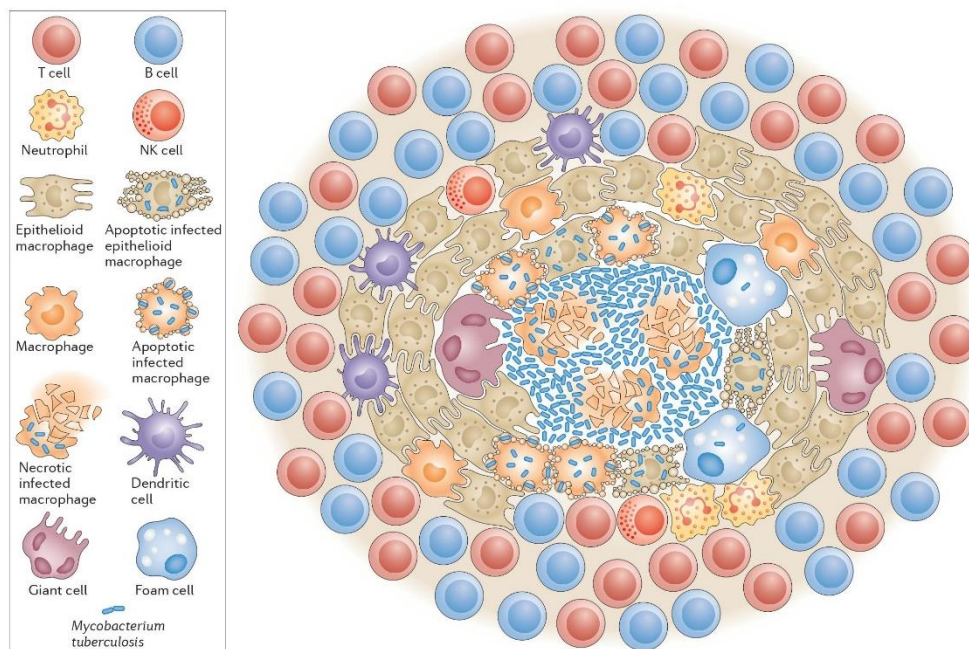 T cell
B cell
Neutrophil
NK cell
Epithelioid
macrophage
Apoptotic infected
epithelioid
macrophage
Macrophage
Apoptotic
infected
macrophage
Necrotic
infected
macrophage
Dendritic
cell
Giant cell
Foam cell
Mycobacterium
tuberculosis